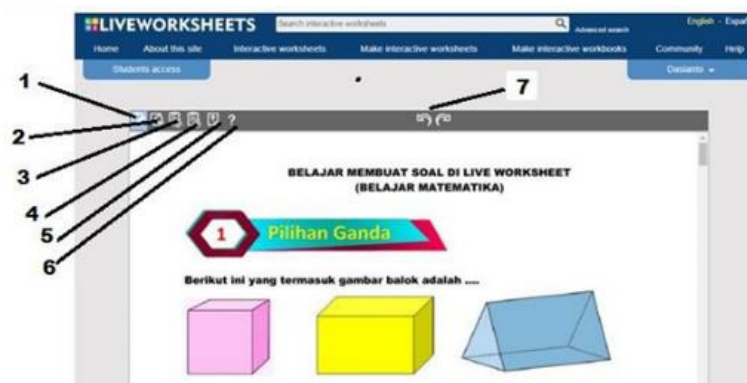 LIVEWORKSHEETS
Search interactive worksheets
Advanced search
English - Españ
Home About this site Interactive worksheets Make interactive worksheets Make interactive workbooks Community Help
Students access
Dasianto
1
2
3
4
5
6
7
?
BELAJAR MEMBUAT SOAL DI LIVE WORKSHEET
(BELAJAR MATEMATIKA)
1 Pilihan Ganda
Berikut ini yang termasuk gambar balok adalah ....